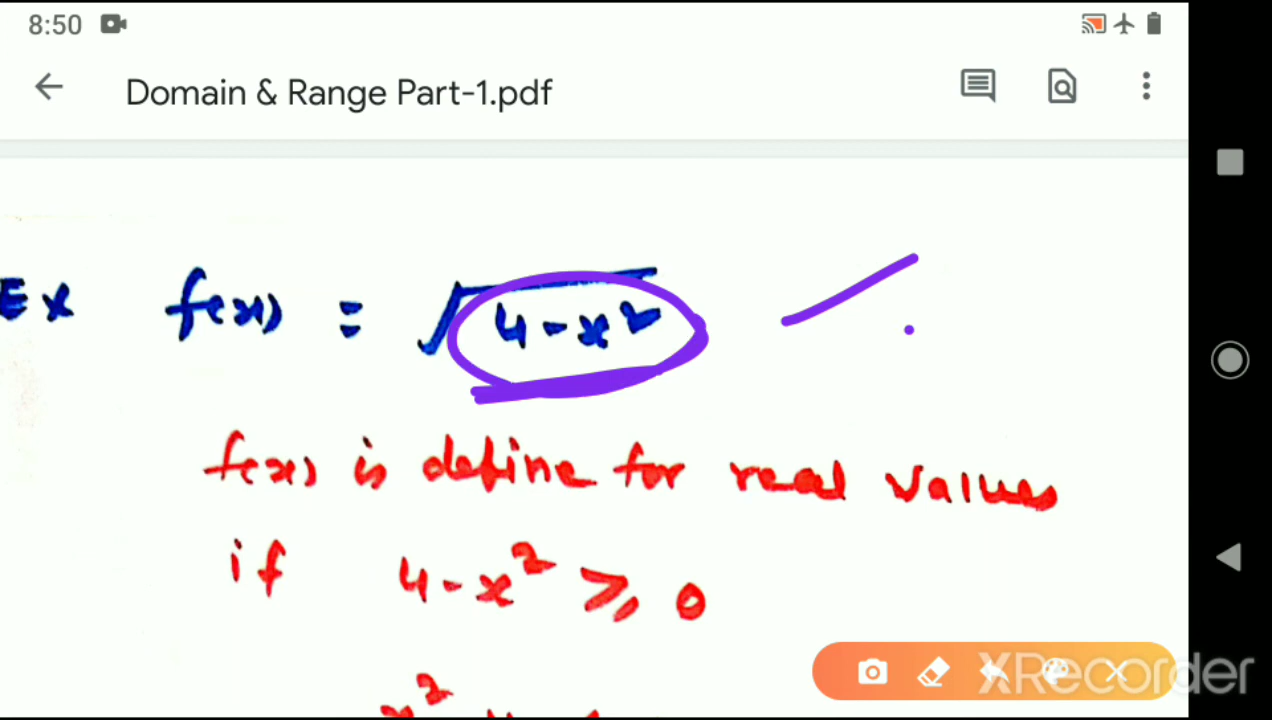 8:50
Domain & Range Part-1.pdf
Ex f(x) = √4-x²
f(x) is define for real values
if 4-x² ≥ 0
XRecorder